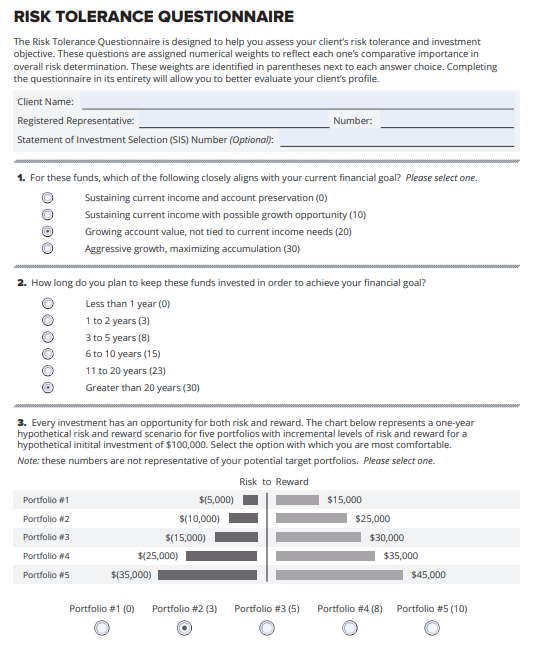 RISK TOLERANCE QUESTIONNAIRE
The Risk Tolerance Questionnaire is designed to help you assess your client's risk tolerance and investment
objective. These questions are assigned numerical weights to reflect each one's comparative importance in
overall risk determination. These weights are identified in parentheses next to each answer choice. Completing
the questionnaire in its entirety will allow you to better evaluate your client's profile.
Client Name:
Registered Representative: Number:
Statement of Investment Selection (SIS) Number (Optional):
1. For these funds, which of the following closely aligns with your current financial goal? Please select one.
Sustaining current income and account preservation (0)
Sustaining current income with possible growth opportunity (10)
Growing account value, not tied to current income needs (20)
Aggressive growth, maximizing accumulation (30)
2. How long do you plan to keep these funds invested in order to achieve your financial goal?
Less than 1 year (0)
1 to 2 years (3)
3 to 5 years (8)
6 to 10 years (15)
11 to 20 years (23)
Greater than 20 years (30)
3. Every investment has an opportunity for both risk and reward. The chart below represents a one-year
hypothetical risk and reward scenario for five portfolios with incremental levels of risk and reward for a
hypothetical initital investment of $100,000. Select the option with which you are most comfortable.
Note: these numbers are not representative of your potential target portfolios. Please select one.
Risk to Reward
Portfolio #1 $(5,000) $15,000
Portfolio #2 $(10,000) $25,000
Portfolio #3 $(15,000) $30,000
Portfolio #4 $(25,000) $35,000
Portfolio #5 $(35,000) $45,000
Portfolio #1 (0) Portfolio #2 (3) Portfolio #3 (5) Portfolio #4 (8) Portfolio #5 (10)